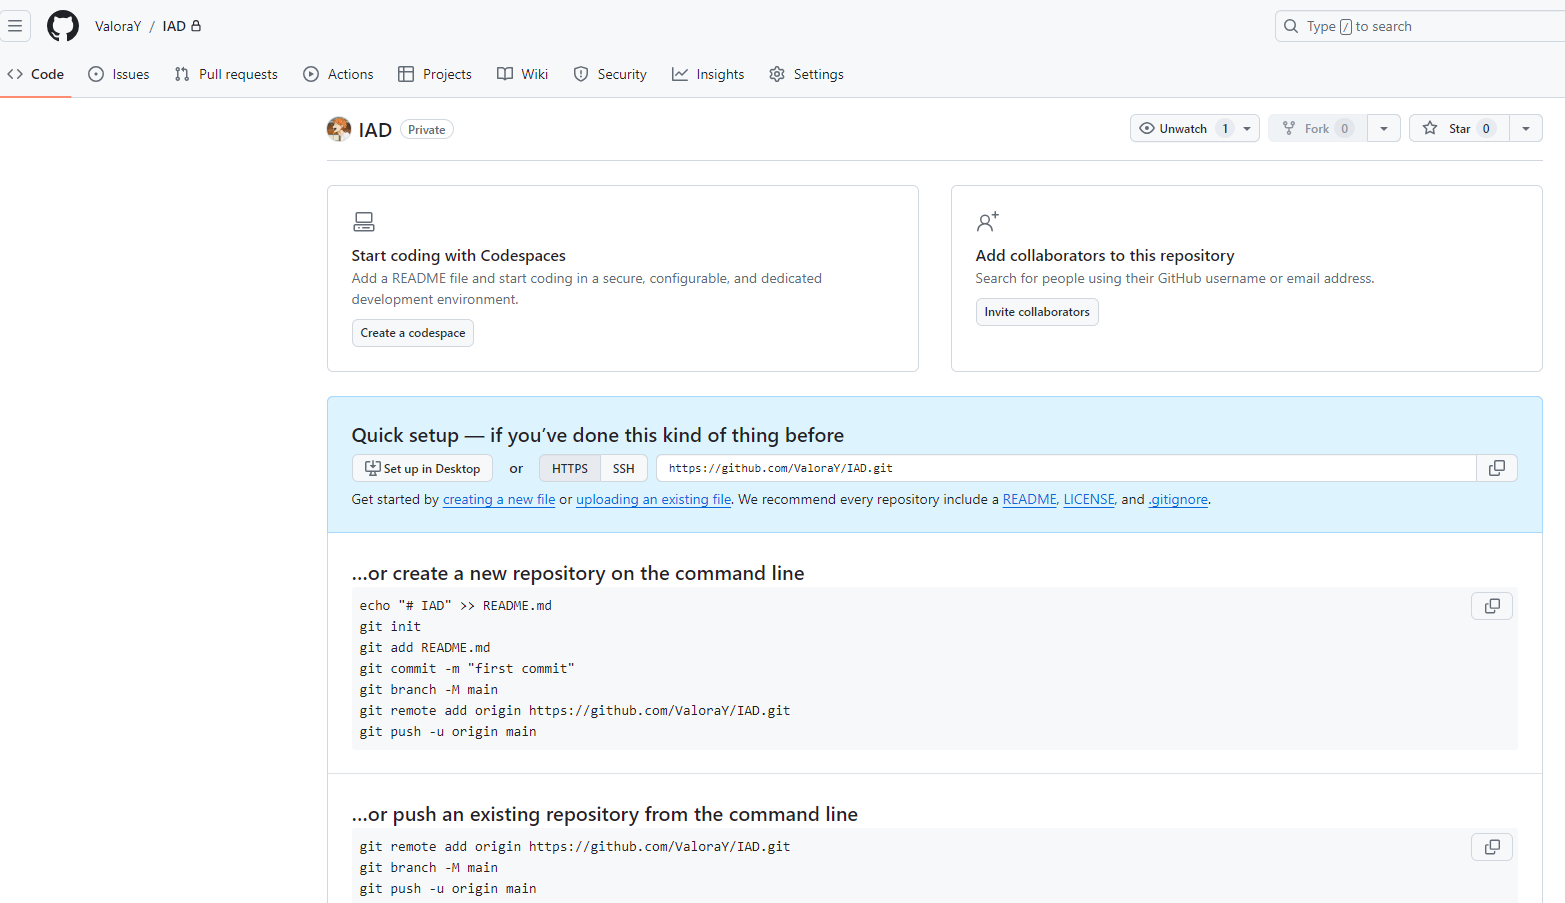 ValoraY / IAD
Type / to search
Code Issues Pull requests Actions Projects Wiki Security Insights Settings
IAD Private
Unwatch 1 Fork 0 Star 0
Start coding with Codespaces
Add a README file and start coding in a secure, configurable, and dedicated
development environment.
Create a codespace
Add collaborators to this repository
Search for people using their GitHub username or email address.
Invite collaborators
Quick setup — if you’ve done this kind of thing before
Set up in Desktop or HTTPS SSH https://github.com/ValoraY/IAD.git
Get started by creating a new file or uploading an existing file. We recommend every repository include a README, LICENSE, and .gitignore.
…or create a new repository on the command line
echo "# IAD" >> README.md
git init
git add README.md
git commit -m "first commit"
git branch -M main
git remote add origin https://github.com/ValoraY/IAD.git
git push -u origin main
…or push an existing repository from the command line
git remote add origin https://github.com/ValoraY/IAD.git
git branch -M main
git push -u origin main